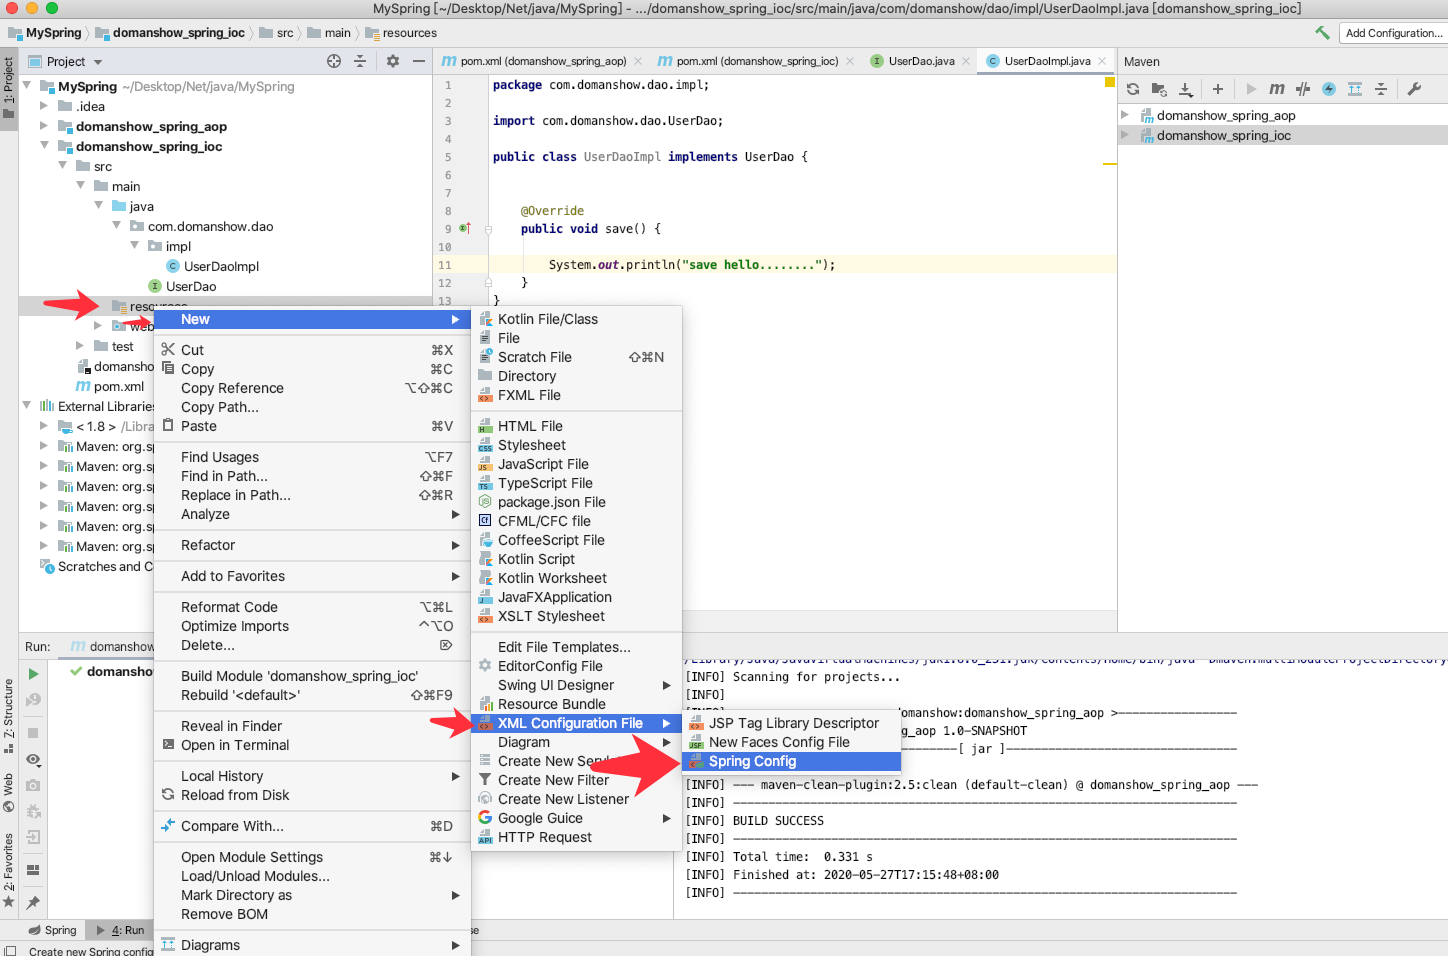 MySpring [~/Desktop/Net/java/MySpring] - .../domanshow_spring_ioc/src/main/java/com/domanshow/dao/impl/UserDaoImpl.java [domanshow_spring_ioc]
MySpring domanshow_spring_ioc src main resources
Add Configuration...
1: Project
Project
pom.xml (domanshow_spring_aop)
pom.xml (domanshow_spring_ioc)
UserDao.java
UserDaoImpl.java
Maven
MySpring ~/Desktop/Net/java/MySpring
.idea
domanshow_spring_aop
domanshow_spring_ioc
src
main
java
com.domanshow.dao
impl
UserDaoImpl
UserDao
web
test
domansho
pom.xml
External Libraries
< 1.8 > /Libra
Maven: org.sp
Maven: org.sp
Maven: org.sp
Maven: org.sp
Maven: org.sp
Maven: org.sp
Scratches and C
1 package com.domanshow.dao.impl;
2
3 import com.domanshow.dao.UserDao;
4
5 public class UserDaoImpl implements UserDao {
6
7
8 @Override
9 public void save() {
10
11 System.out.println("save hello........");
12 }
13 }
domanshow_spring_aop
domanshow_spring_ioc
New
Cut ⌘X
Copy ⌘C
Copy Reference ⌥⇧⌘C
Copy Path...
Paste ⌘V
Find Usages ⌥F7
Find in Path... ⇧⌘F
Replace in Path... ⇧⌘R
Analyze
Refactor
Add to Favorites
Reformat Code ⌥⌘L
Optimize Imports ^⌥O
Delete... ⌦
Build Module 'domanshow_spring_ioc'
Rebuild '<default>' ⇧⌘F9
Reveal in Finder
Open in Terminal
Local History
Reload from Disk
Compare With... ⌘D
Open Module Settings ⌘↓
Load/Unload Modules...
Mark Directory as
Remove BOM
Diagrams
Kotlin File/Class
File
Scratch File ⇧⌘N
Directory
FXML File
HTML File
Stylesheet
JavaScript File
TypeScript File
package.json File
CFML/CFC file
CoffeeScript File
Kotlin Script
Kotlin Worksheet
JavaFXApplication
XSLT Stylesheet
Edit File Templates...
EditorConfig File
Swing UI Designer
Resource Bundle
XML Configuration File
Diagram
Create New
Create New Filter
Create New Listener
Google Guice
HTTP Request
JSP Tag Library Descriptor
New Faces Config File
Spring Config
Run: domanshow
domansho
[INFO] Scanning for projects...
[INFO]
omanshow:domanshow_spring_aop >-----------------
g_aop 1.0-SNAPSHOT
--------------------------------[ jar ]---------------------------------
[INFO] --- maven-clean-plugin:2.5:clean (default-clean) @ domanshow_spring_aop ---
[INFO] ------------------------------------------------------------------------
[INFO] BUILD SUCCESS
[INFO] ------------------------------------------------------------------------
[INFO] Total time:  0.331 s
[INFO] Finished at: 2020-05-27T17:15:48+08:00
[INFO] ------------------------------------------------------------------------
Z: Structure
Web
2: Favorites
Spring
4: Run
se
Create new Spring config